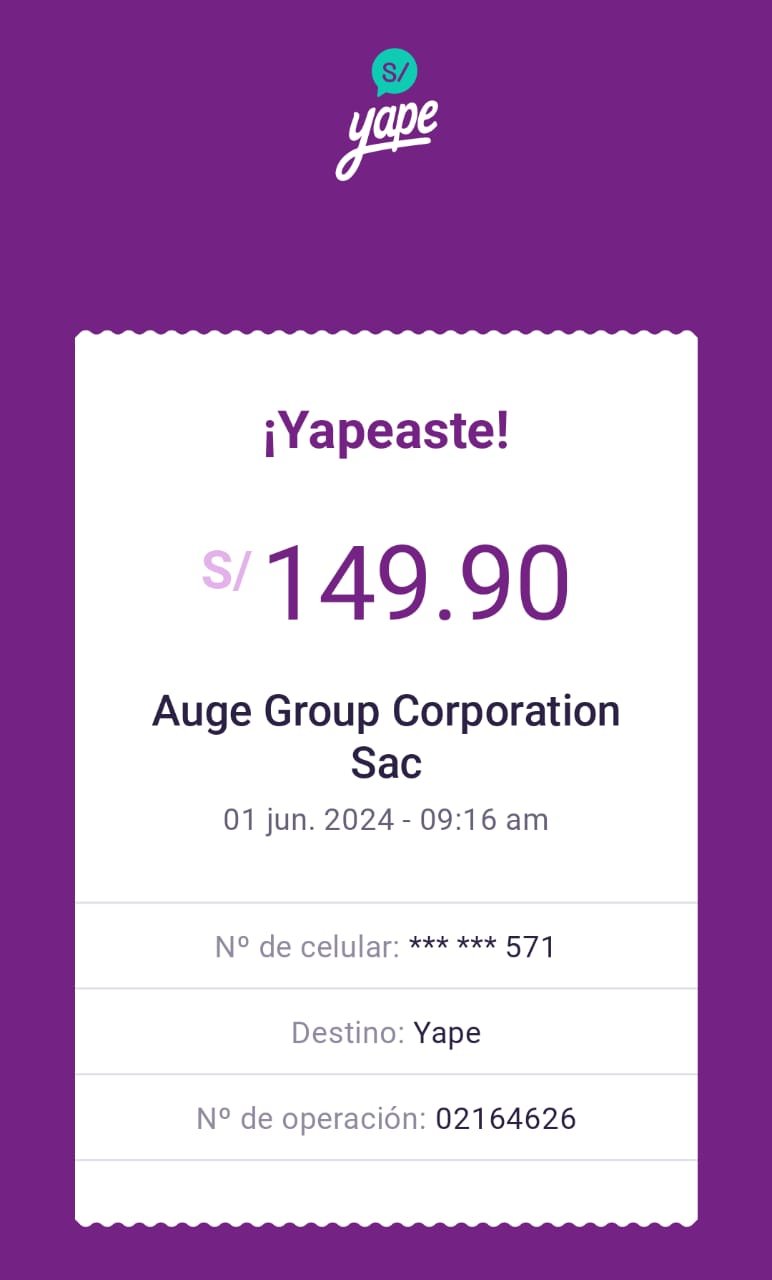 S/
yape
¡Yapeaste!
S/ 149.90
Auge Group Corporation
Sac
01 jun. 2024 - 09:16 am
Nº de celular: *** *** 571
Destino: Yape
Nº de operación: 02164626